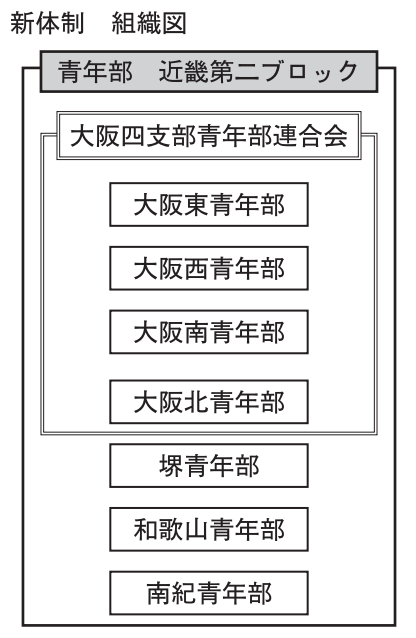 新体制　組織図
青年部　近畿第二ブロック
大阪四支部青年部連合会
大阪東青年部
大阪西青年部
大阪南青年部
大阪北青年部
堺青年部
和歌山青年部
南紀青年部